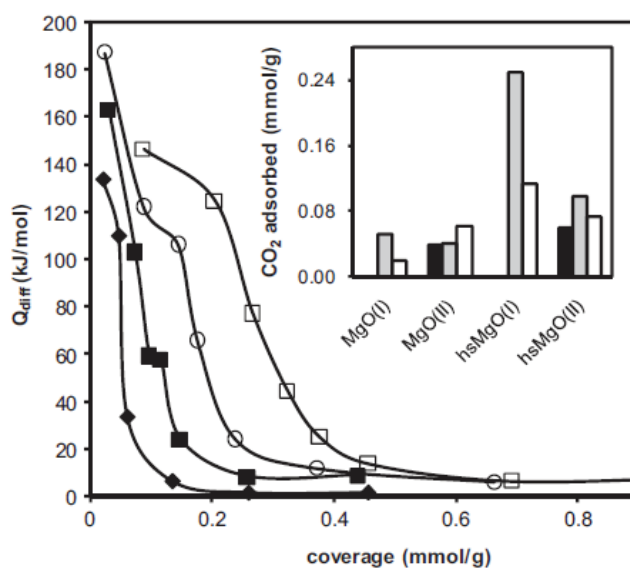 200
180
160
140
120
100
80
60
40
20
0
Qdiff (kJ/mol)
0 0.2 0.4 0.6 0.8
coverage (mmol/g)
0.24
0.16
0.08
0.00
CO2 adsorbed (mmol/g)
MgO(I)
MgO(II)
hsMgO(I)
hsMgO(II)